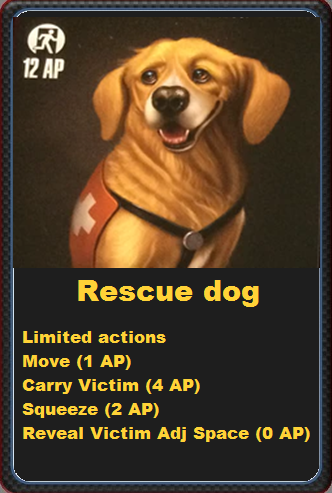 12 AP
Rescue dog
Limited actions
Move (1 AP)
Carry Victim (4 AP)
Squeeze (2 AP)
Reveal Victim Adj Space (0 AP)